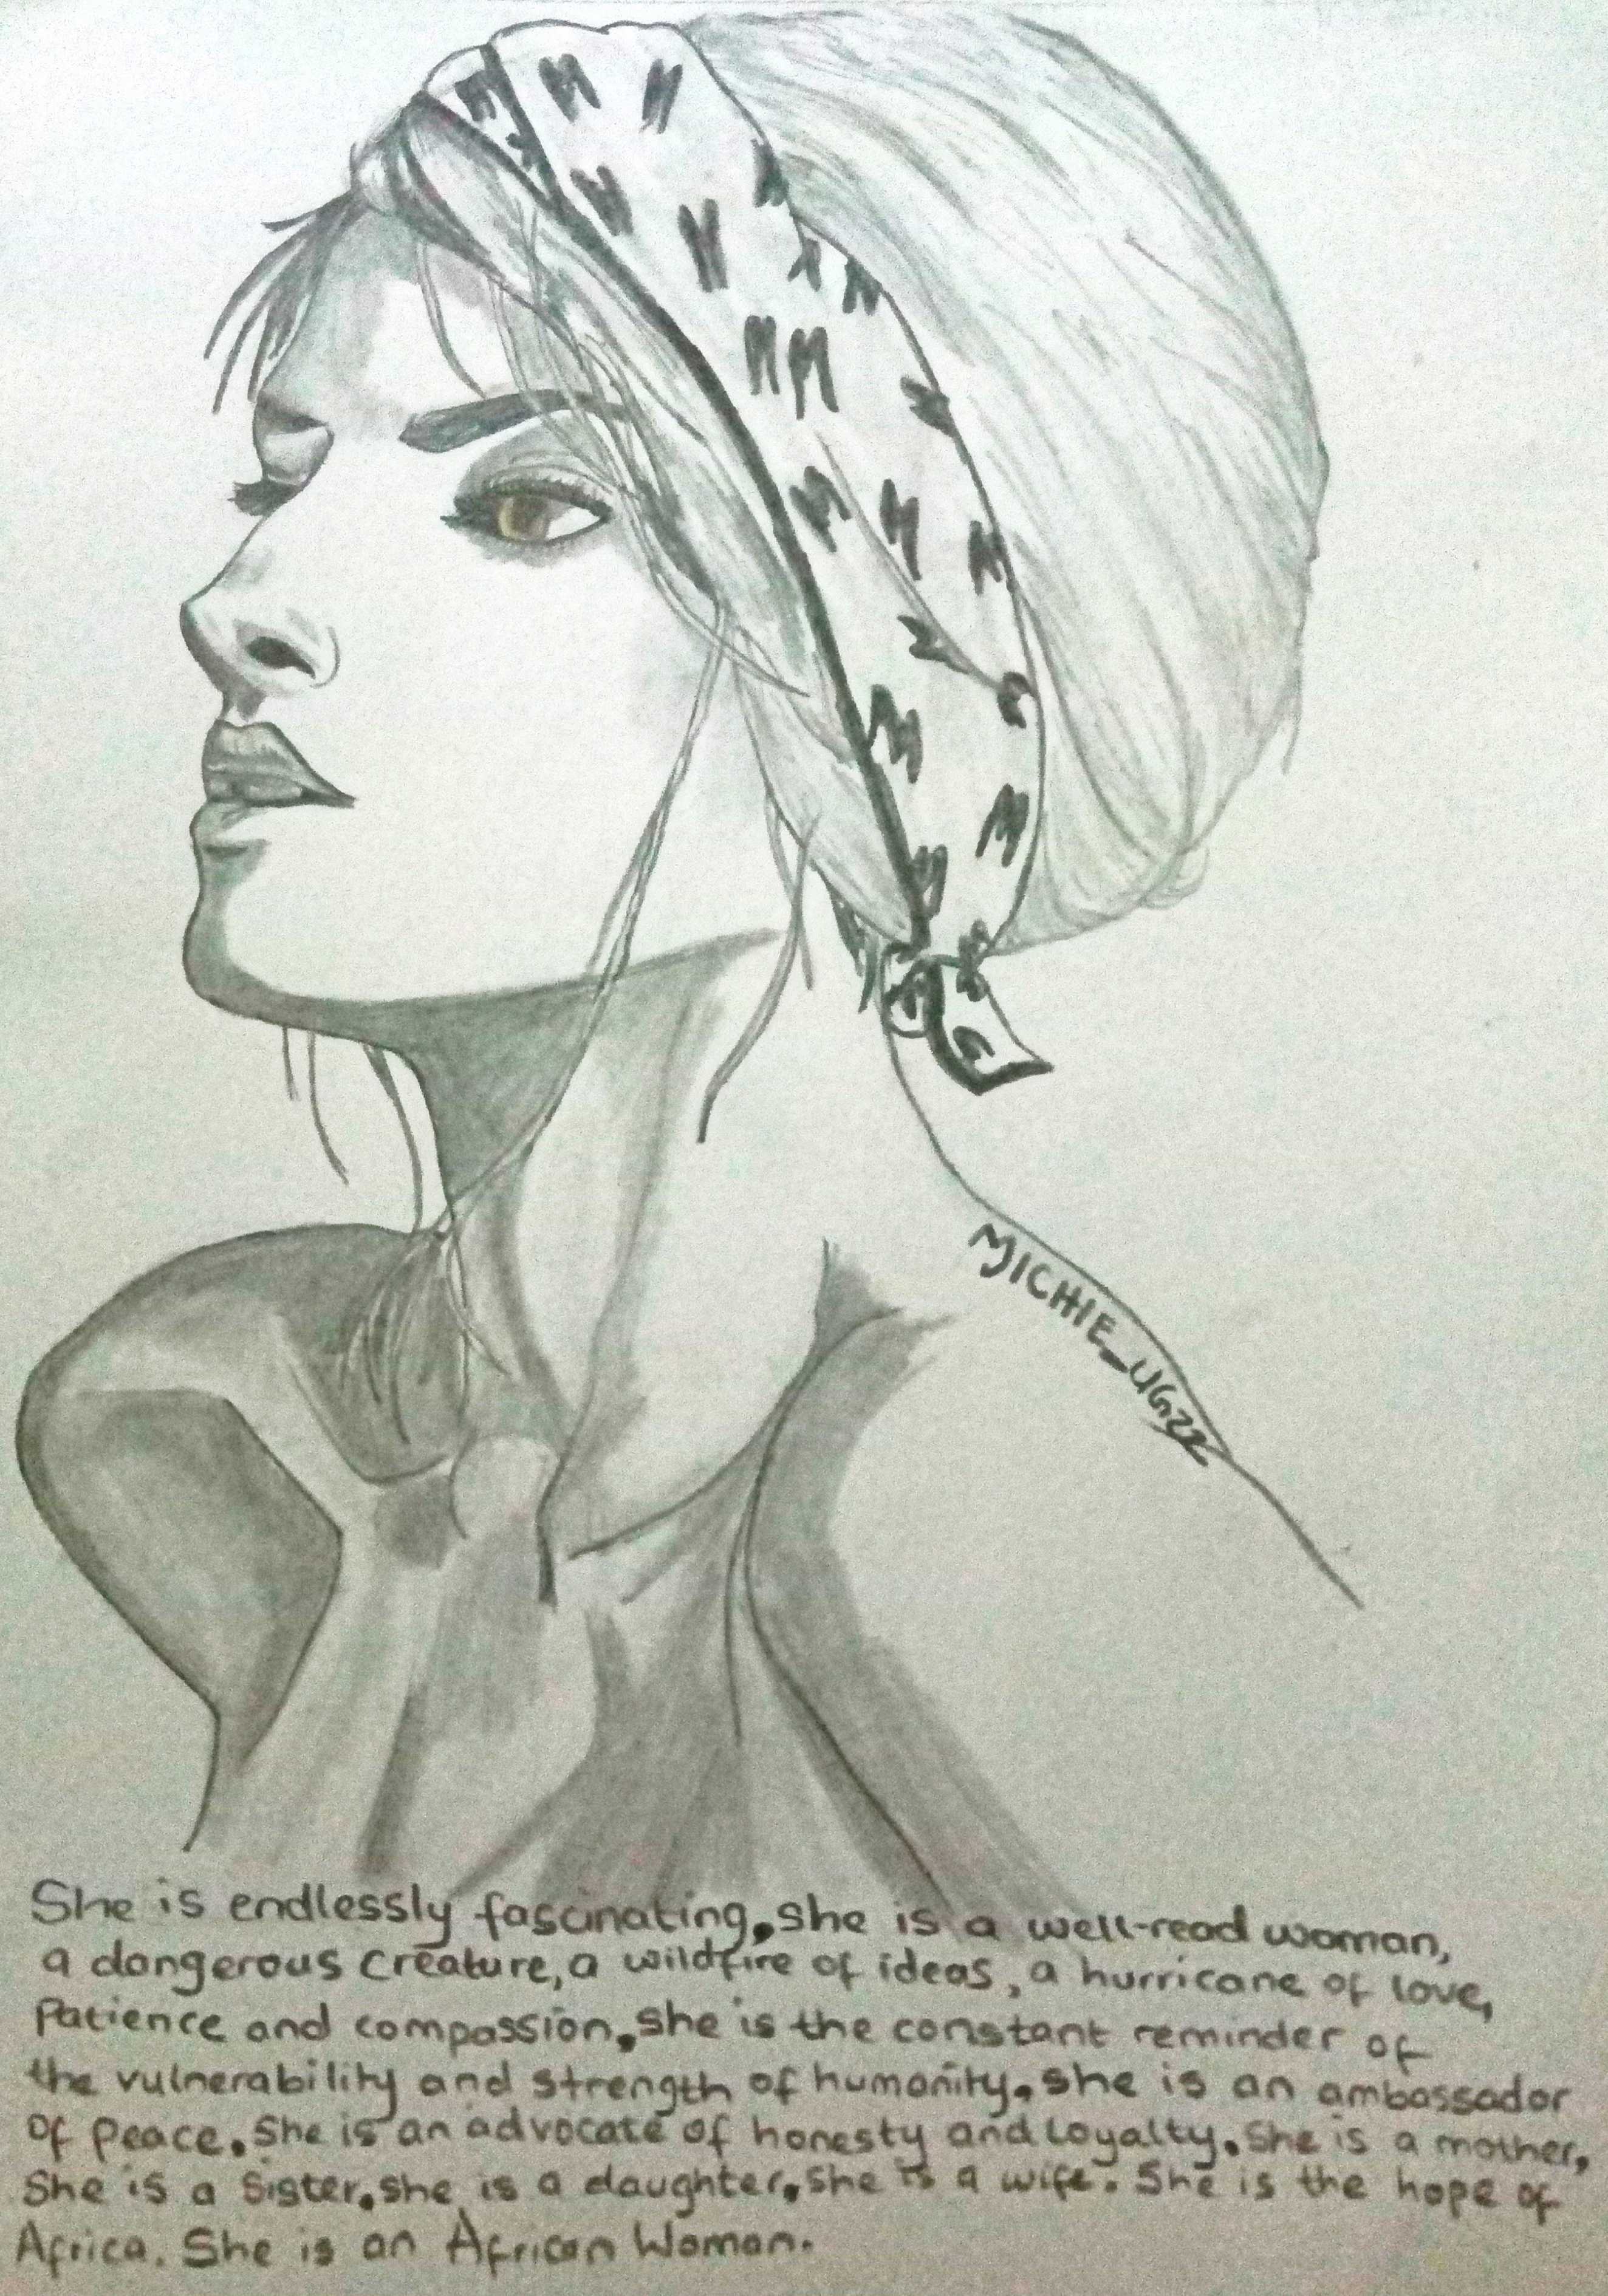 MICHIE_UGZZ
She is endlessly fascinating, she is a well-read woman,
a dangerous creature, a wildfire of ideas, a hurricane of love,
Patience and compassion, she is the constant reminder of
the vulnerability and strength of humanity, she is an ambassador
of peace. She is an advocate of honesty and loyalty. She is a mother,
She is a sister, she is a daughter, she is a wife. She is the hope of
Africa. She is an African Woman.